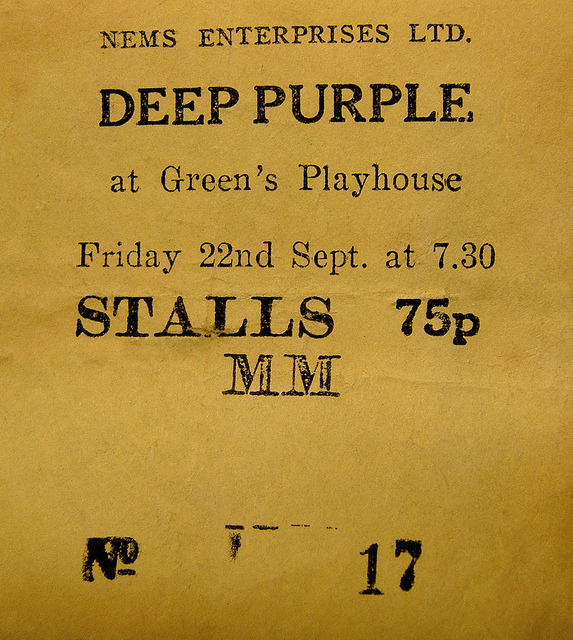 NEMS ENTERPRISES LTD.
DEEP PURPLE
at Green's Playhouse
Friday 22nd Sept. at 7.30
STALLS 75p
MM
Nº 17